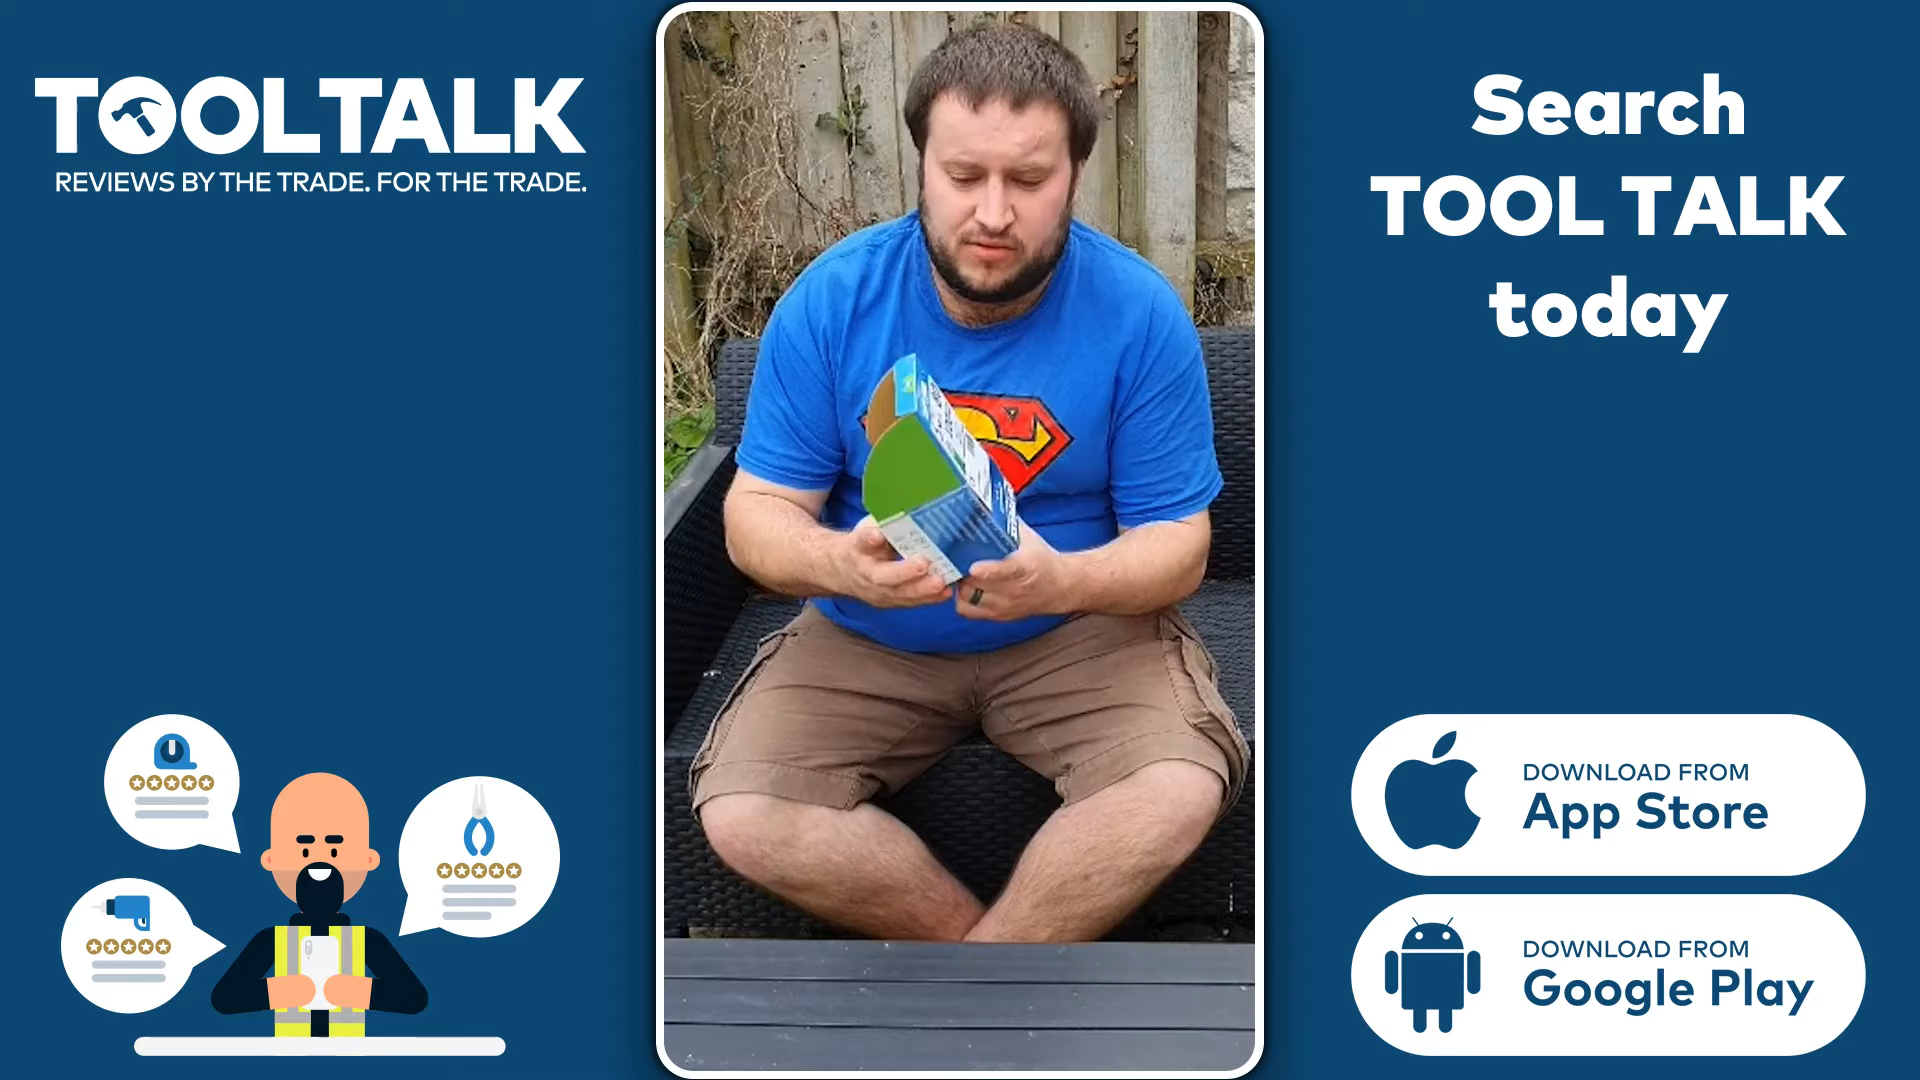 TOOLTALK
REVIEWS BY THE TRADE. FOR THE TRADE.
Search
TOOL TALK
today
DOWNLOAD FROM
App Store
DOWNLOAD FROM
Google Play